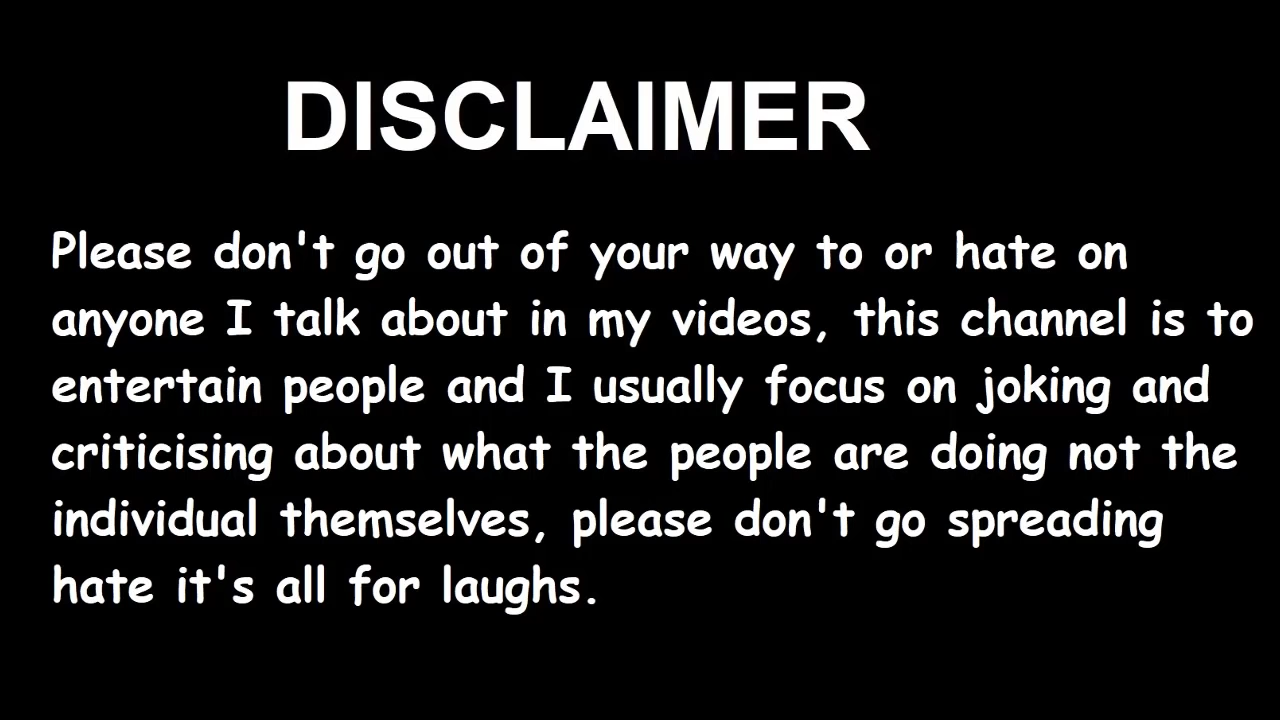 DISCLAIMER
Please don't go out of your way to or hate on
anyone I talk about in my videos, this channel is to
entertain people and I usually focus on joking and
criticising about what the people are doing not the
individual themselves, please don't go spreading
hate it's all for laughs.